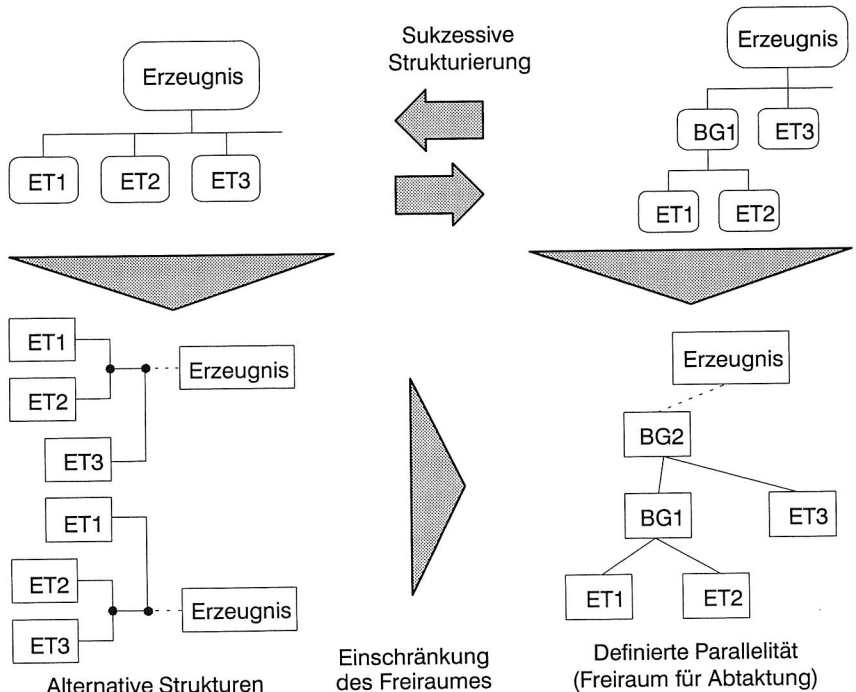 Erzeugnis
ET1
ET2
ET3
Sukzessive
Strukturierung
Erzeugnis
BG1
ET3
ET1
ET2
ET1
ET2
ET3
Erzeugnis
ET1
ET2
ET3
Erzeugnis
Alternative Strukturen
Einschränkung
des Freiraumes
Erzeugnis
BG2
BG1
ET3
ET1
ET2
Definierte Parallelität
(Freiraum für Abtaktung)